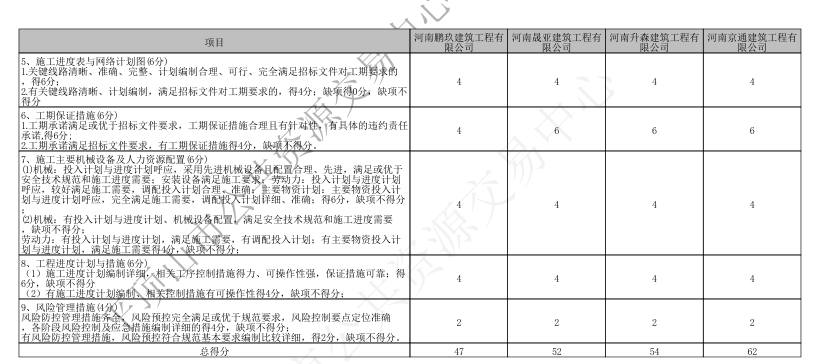 项目 河南鹏玖建筑工程有限公司 河南晟亚建筑工程有限公司 河南升森建筑工程有限公司 河南京通建筑工程有限公司
5、施工进度表与网络计划图(6分)
1.关键线路清晰、准确、完整、计划编制合理、可行、完全满足招标文件对工期要求的
，得6分；
2.有关键线路清晰、计划编制，满足招标文件对工期要求的，得4分；缺项得0分，缺项不
得分
4 4 4 4
6、工期保证措施(6分)
1.工期承诺满足或优于招标文件要求，工期保证措施合理且有针对性，有具体的违约责任
承诺,得6分;
2.工期承诺满足招标文件要求，有工期保证措施得4分，缺项不得分。
4 6 6 6
7、施工主要机械设备及人力资源配置(6分)
(1)机械：投入计划与进度计划呼应，采用先进机械设备且配置合理、先进，满足或优于
安全技术规范和施工进度需要；安装设备满足施工要求；劳动力：投入计划与进度计划
呼应，较好满足施工需要，调配投入计划合理、准确；主要物资计划：主要物资投入计
划与进度计划呼应，完全满足施工需要，调配投入计划详细、准确；得6分，缺项不得分
；
(2)机械：有投入计划与进度计划、机械设备配置，满足安全技术规范和施工进度需要
，缺项不得分；
劳动力：有投入计划与进度计划，满足施工需要，有调配投入计划；有主要物资投入计
划与进度计划，满足施工需要得4分，缺项不得分；
4 4 4 4
8、工程进度计划与措施(6分)
（1）施工进度计划编制详细，相关工序控制措施得力、可操作性强，保证措施可靠；得
6分，缺项不得分
（2）有施工进度计划编制、相关控制措施有可操作性得4分，缺项不得分；
4 4 4 4
9、风险管理措施(4分)
风险防控管理措施齐全，风险预控完全满足或优于规范要求，风险控制要点定位准确
，各阶段风险控制及应急措施编制详细的得4分，缺项不得分；
有风险防控管理措施，风险预控符合规范基本要求编制比较详细，得2分，缺项不得分。
2 2 2 2
总得分 47 52 54 62